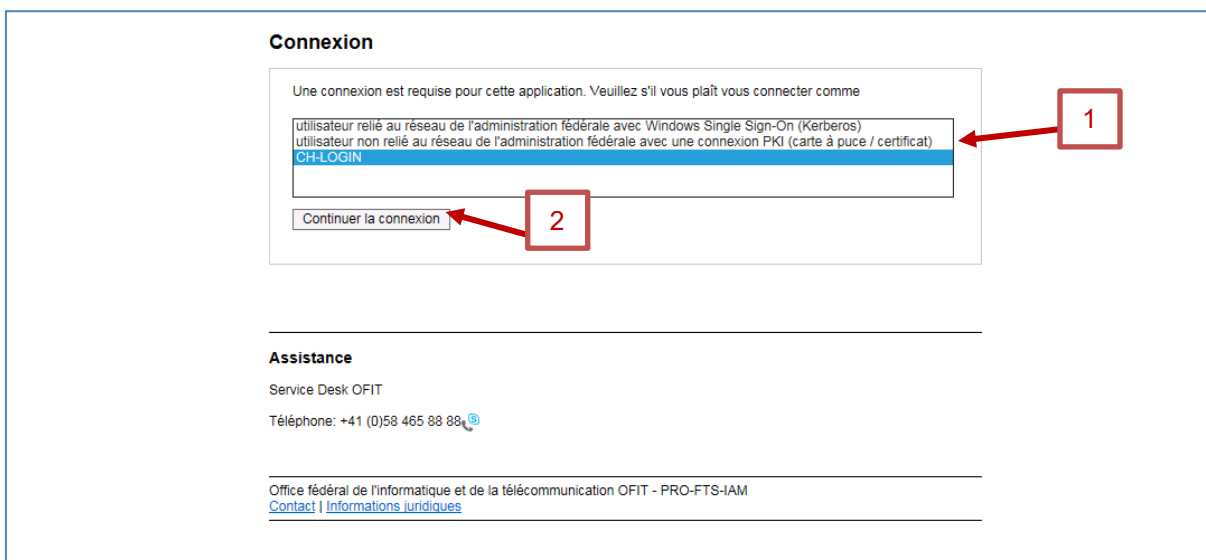 Connexion
Une connexion est requise pour cette application. Veuillez s'il vous plaît vous connecter comme
utilisateur relié au réseau de l'administration fédérale avec Windows Single Sign-On (Kerberos)
utilisateur non relié au réseau de l'administration fédérale avec une connexion PKI (carte à puce / certificat)
CH-LOGIN
1
Continuer la connexion
2
Assistance
Service Desk OFIT
Téléphone: +41 (0)58 465 88 88
Office fédéral de l'informatique et de la télécommunication OFIT - PRO-FTS-IAM
Contact | Informations juridiques